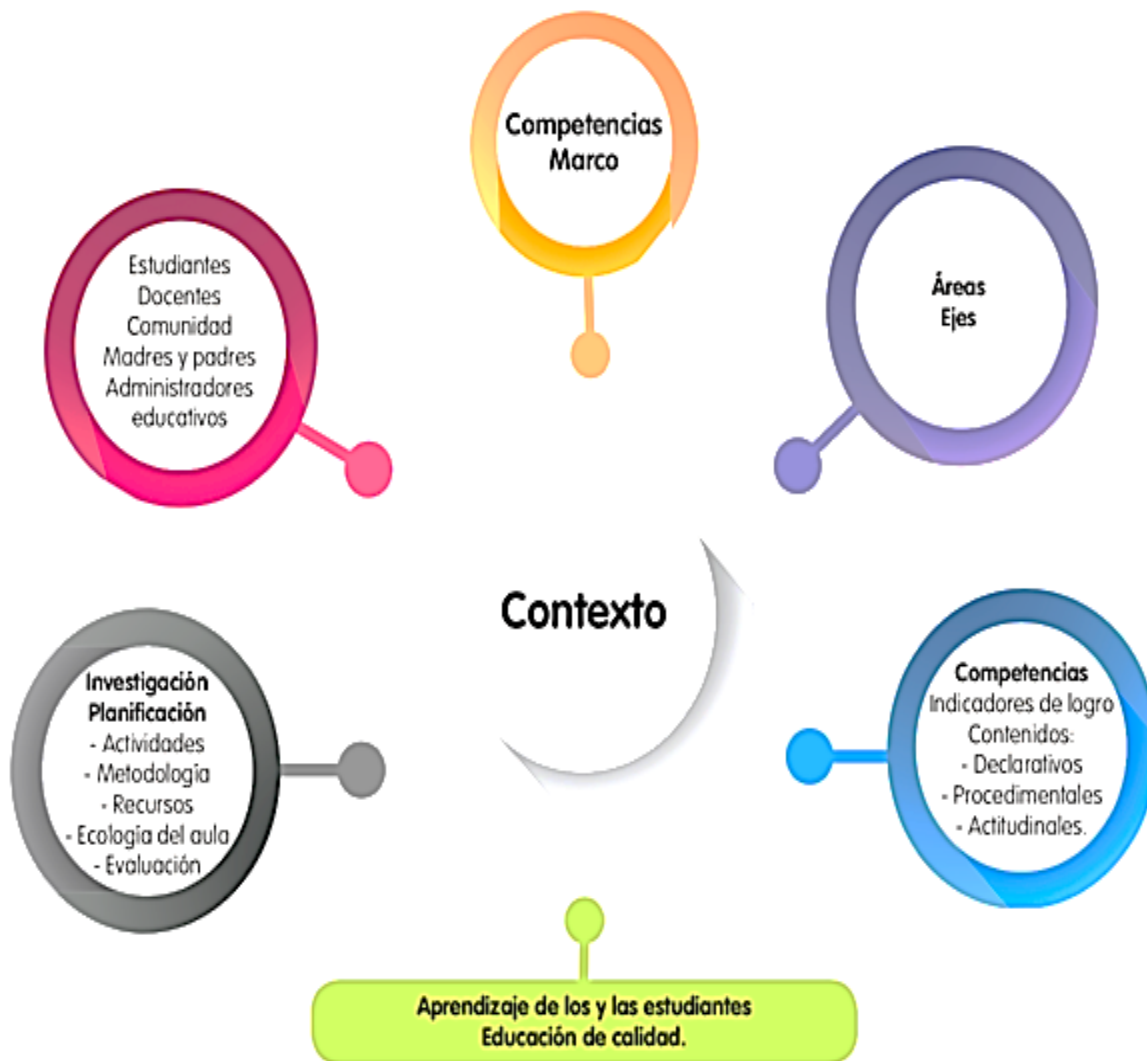 Competencias
Marco
Estudiantes
Docentes
Comunidad
Madres y padres
Administradores
educativos
Áreas
Ejes
Contexto
Investigación
Planificación
- Actividades
- Metodología
- Recursos
- Ecología del aula
- Evaluación
Competencias
Indicadores de logro
Contenidos:
- Declarativos
- Procedimentales
- Actitudinales.
Aprendizaje de los y las estudiantes
Educación de calidad.